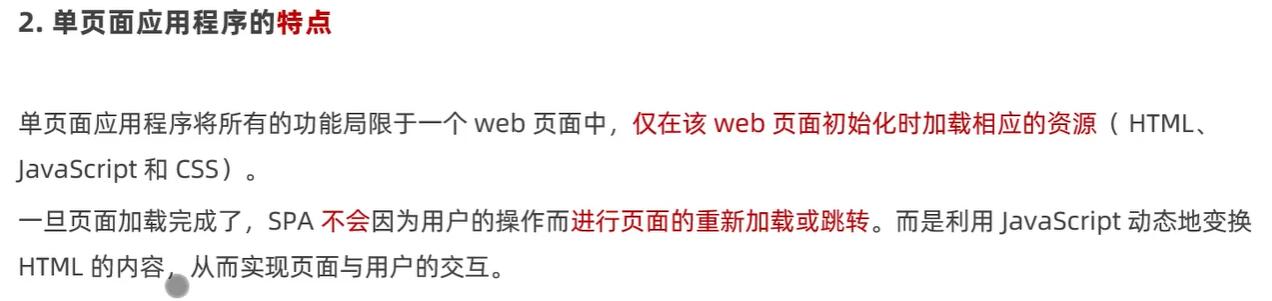 2. 单页面应用程序的特点
单页面应用程序将所有的功能局限于一个 web 页面中，仅在该 web 页面初始化时加载相应的资源（ HTML、
JavaScript 和 CSS）。
一旦页面加载完成了，SPA 不会因为用户的操作而进行页面的重新加载或跳转。而是利用 JavaScript 动态地变换
HTML 的内容，从而实现页面与用户的交互。